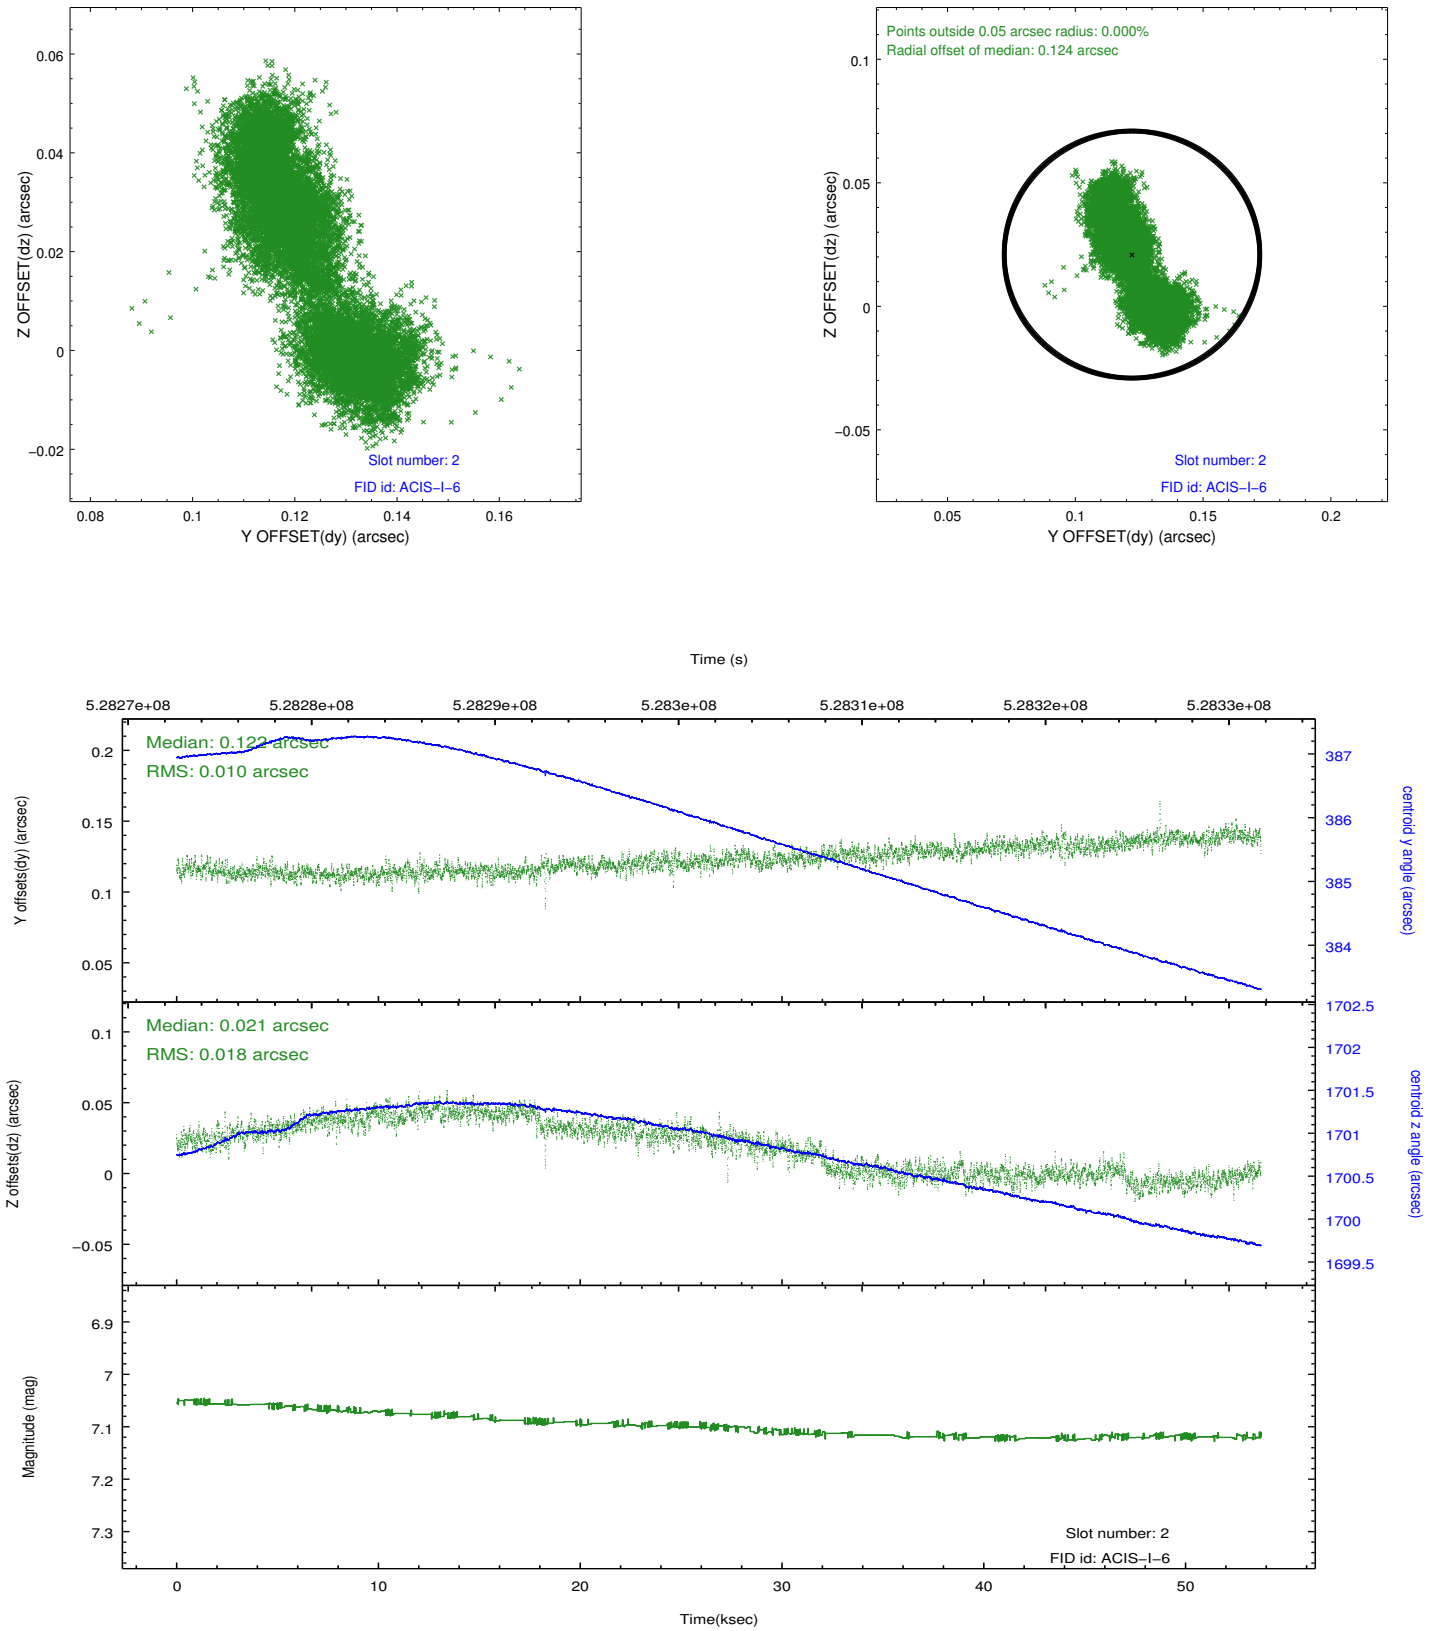 0.06
0.04
0.02
0
−0.02
Z OFFSET(dz) (arcsec)
Slot number: 2
FID id: ACIS−I−6
0.08
0.1
0.12
0.14
0.16
Y OFFSET(dy) (arcsec)
Points outside 0.05 arcsec radius: 0.000%
Radial offset of median: 0.124 arcsec
0.1
0.05
0
−0.05
Z OFFSET(dz) (arcsec)
Slot number: 2
FID id: ACIS−I−6
0.05
0.1
0.15
0.2
Y OFFSET(dy) (arcsec)
Time (s)
5.2827e+08
5.2828e+08
5.2829e+08
5.283e+08
5.2831e+08
5.2832e+08
5.2833e+08
Median: 0.122 arcsec
RMS: 0.010 arcsec
0.2
0.15
0.1
0.05
Y offsets(dy) (arcsec)
387
386
385
384
centroid y angle (arcsec)
Median: 0.021 arcsec
RMS: 0.018 arcsec
0.1
0.05
0
−0.05
Z offsets(dz) (arcsec)
1702.5
1702
1701.5
1701
1700.5
1700
1699.5
centroid z angle (arcsec)
6.9
7
7.1
7.2
7.3
Magnitude (mag)
Slot number: 2
FID id: ACIS−I−6
0
10
20
30
40
50
Time(ksec)